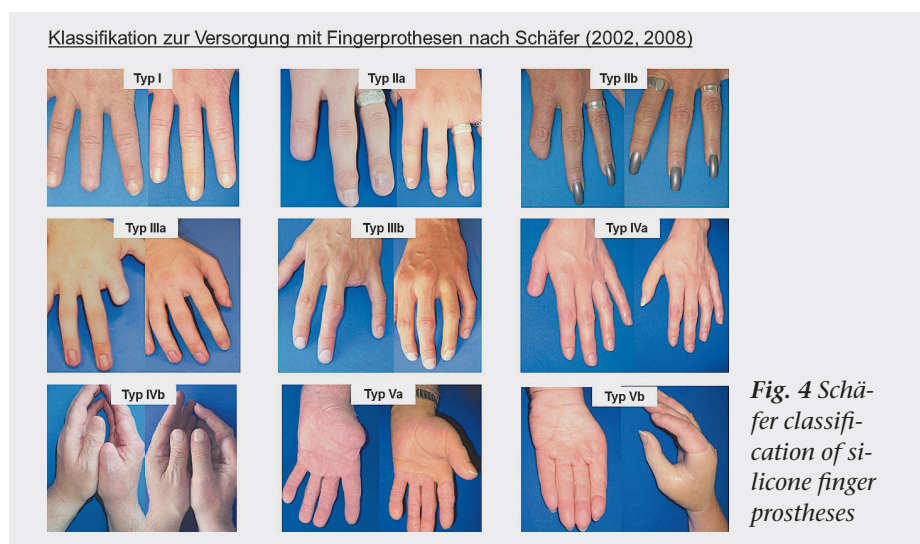 Klassifikation zur Versorgung mit Fingerprothesen nach Schäfer (2002, 2008)
Typ I
Typ IIa
Typ IIb
Typ IIIa
Typ IIIb
Typ IVa
Typ IVb
Typ Va
Typ Vb
Fig. 4 Schä-
fer classifi-
cation of si-
licone finger
prostheses